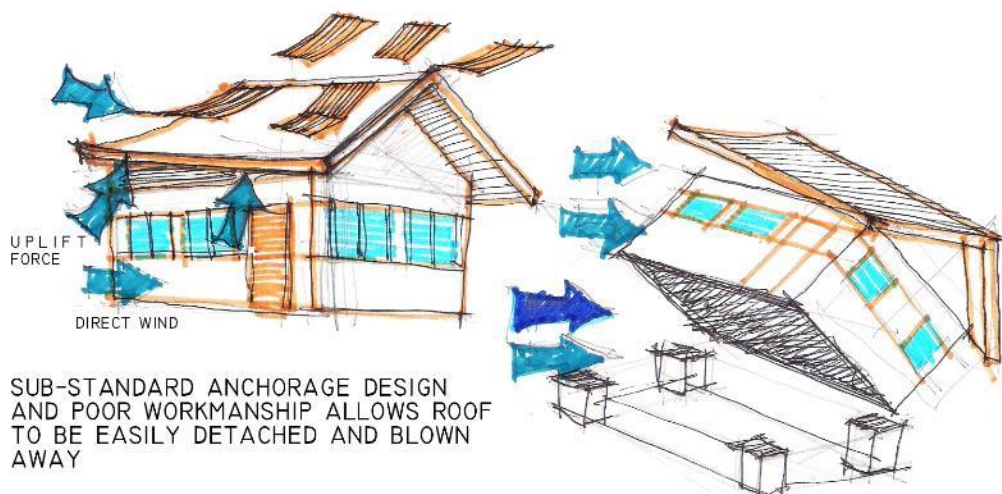 UPLIFT
FORCE
DIRECT WIND
SUB-STANDARD ANCHORAGE DESIGN
AND POOR WORKMANSHIP ALLOWS ROOF
TO BE EASILY DETACHED AND BLOWN
AWAY